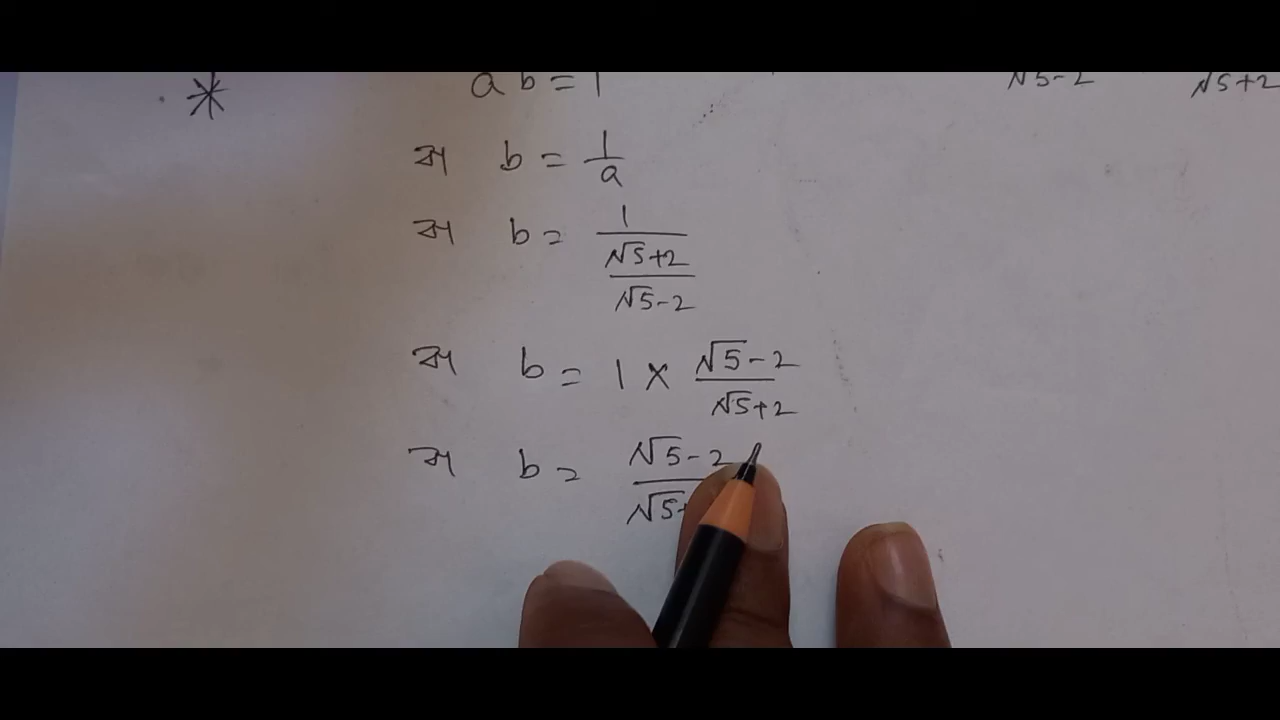 * ab = 1 √5-2 √5+2
বা b = 1/a
বা b = 1/((√5+2)/(√5-2))
বা b = 1 × (√5-2)/(√5+2)
বা b = (√5-2)/(√5+